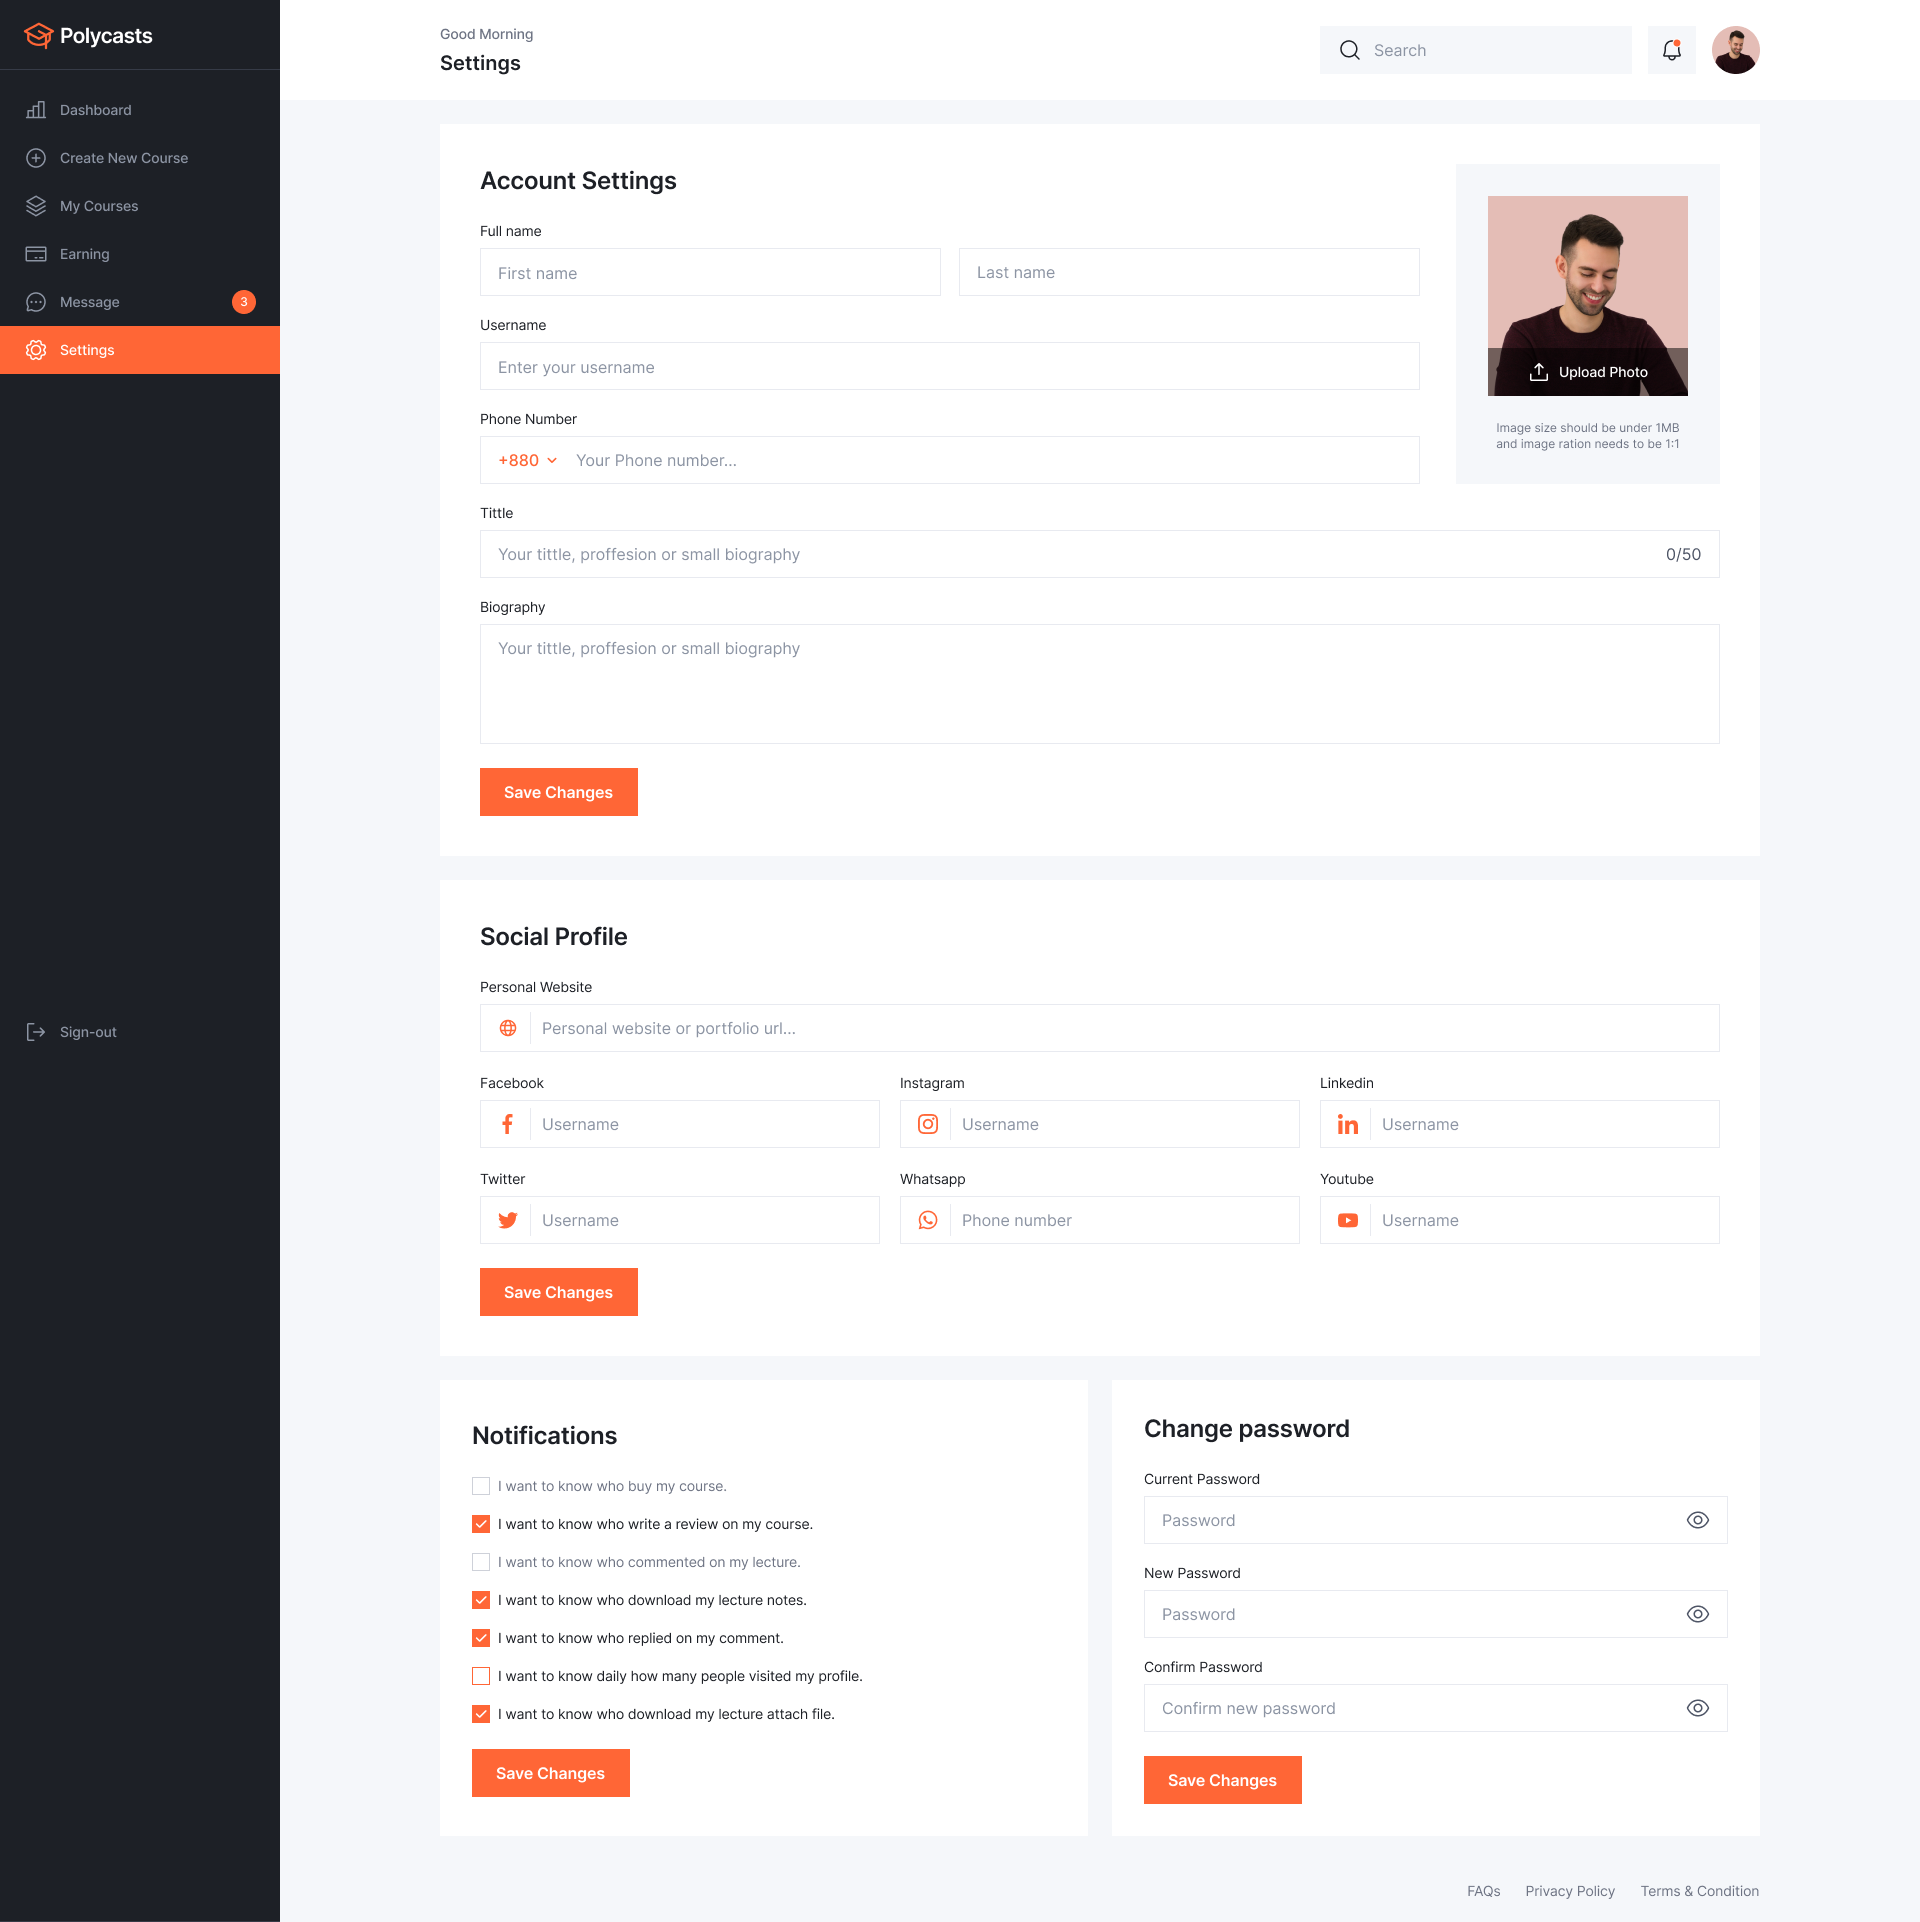 Polycasts
Dashboard
Create New Course
My Courses
Earning
Message
3
Settings
Sign-out
Good Morning
Settings
Search
Account Settings
Full name
First name
Last name
Username
Enter your username
Phone Number
+880
Your Phone number...
Upload Photo
Image size should be under 1MB
and image ration needs to be 1:1
Tittle
Your tittle, proffesion or small biography
0/50
Biography
Your tittle, proffesion or small biography
Save Changes
Social Profile
Personal Website
Personal website or portfolio url...
Facebook
Instagram
Linkedin
Username
Username
Username
Twitter
Whatsapp
Youtube
Username
Phone number
Username
Save Changes
Notifications
I want to know who buy my course.
I want to know who write a review on my course.
I want to know who commented on my lecture.
I want to know who download my lecture notes.
I want to know who replied on my comment.
I want to know daily how many people visited my profile.
I want to know who download my lecture attach file.
Save Changes
Change password
Current Password
Password
New Password
Password
Confirm Password
Confirm new password
Save Changes
FAQs
Privacy Policy
Terms & Condition